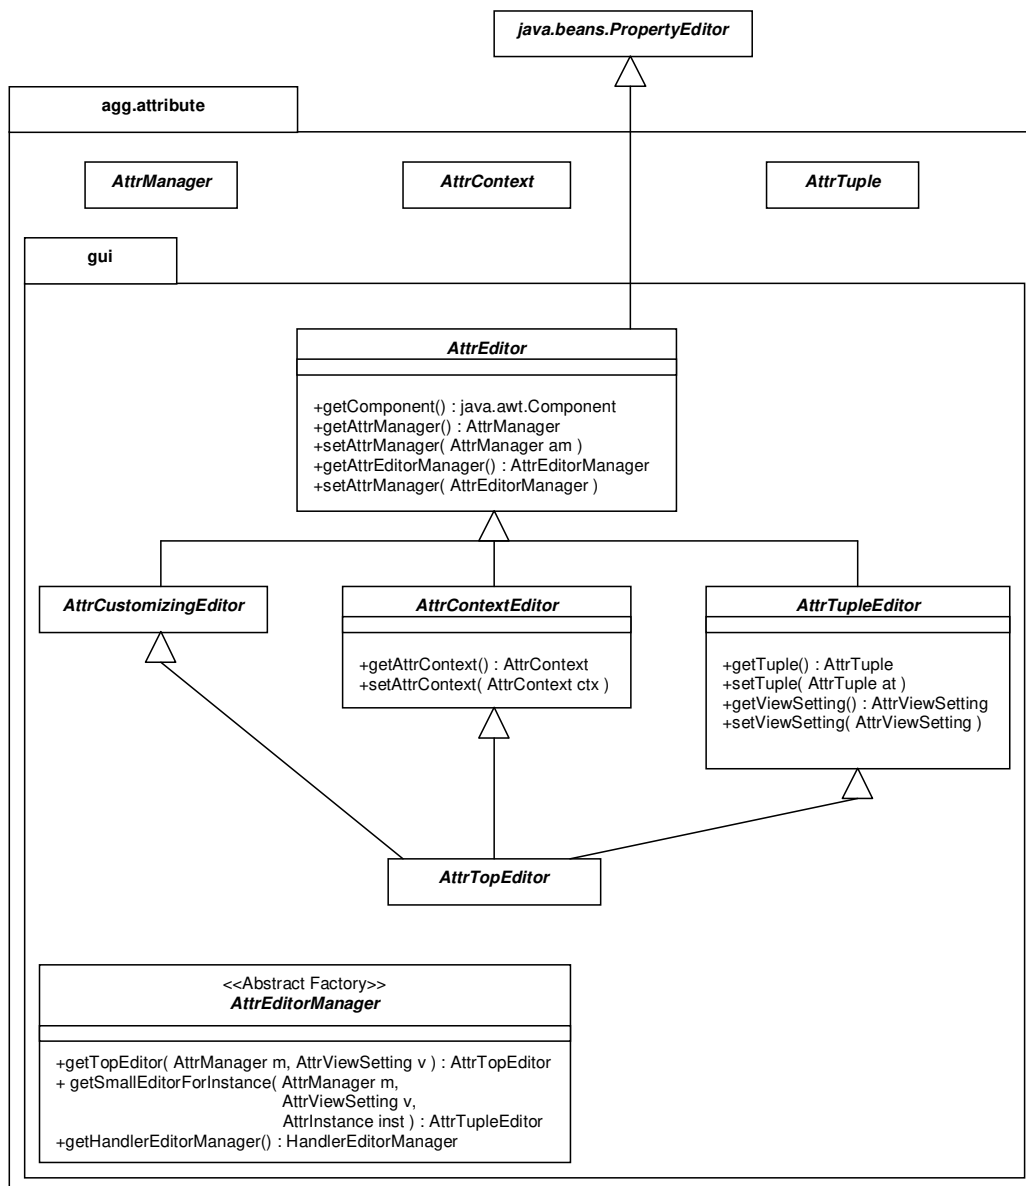 java.beans.PropertyEditor
agg.attribute
AttrManager
AttrContext
AttrTuple
gui
AttrEditor
+getComponent() : java.awt.Component
+getAttrManager() : AttrManager
+setAttrManager( AttrManager am )
+getAttrEditorManager() : AttrEditorManager
+setAttrManager( AttrEditorManager )
AttrCustomizingEditor
AttrContextEditor
+getAttrContext() : AttrContext
+setAttrContext( AttrContext ctx )
AttrTupleEditor
+getTuple() : AttrTuple
+setTuple( AttrTuple at )
+getViewSetting() : AttrViewSetting
+setViewSetting( AttrViewSetting )
AttrTopEditor
<<Abstract Factory>>
AttrEditorManager
+getTopEditor( AttrManager m, AttrViewSetting v ) : AttrTopEditor
+ getSmallEditorForInstance( AttrManager m,
AttrViewSetting v,
AttrInstance inst ) : AttrTupleEditor
+getHandlerEditorManager() : HandlerEditorManager